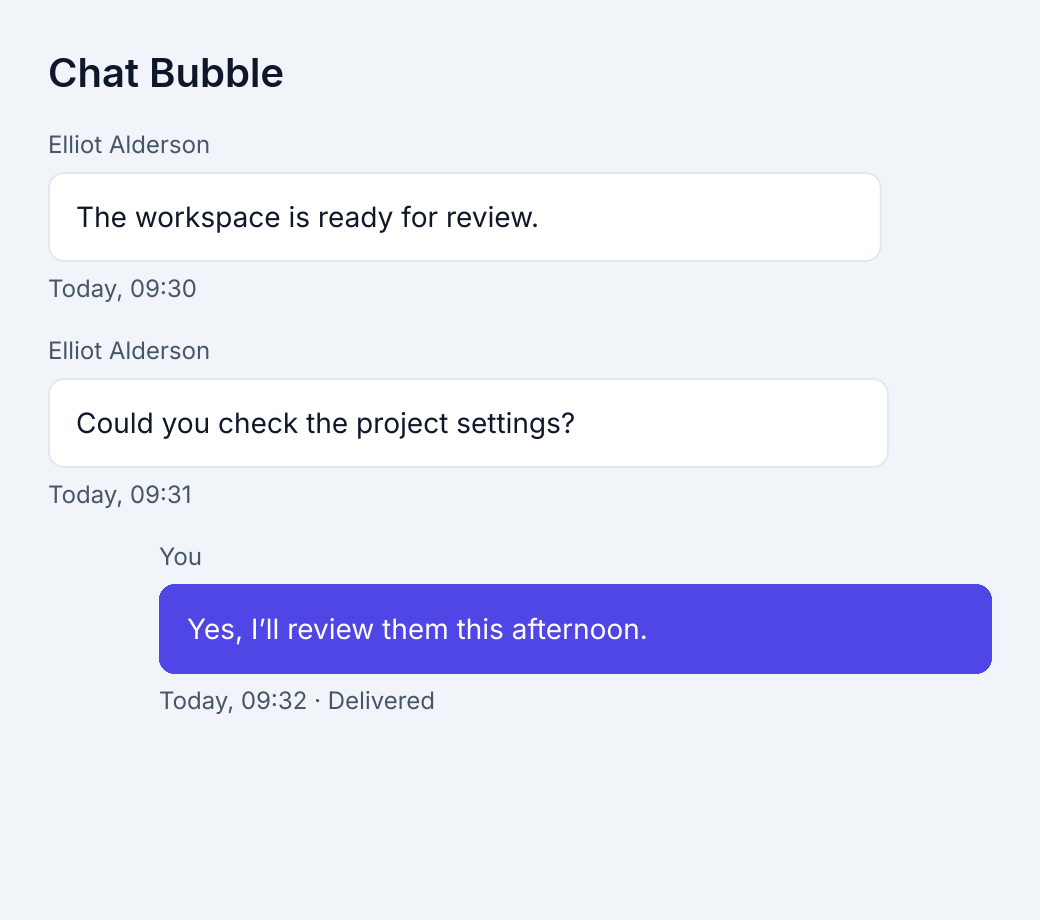 Chat Bubble
Elliot Alderson
The workspace is ready for review.
Today, 09:30
Elliot Alderson
Could you check the project settings?
Today, 09:31
You
Yes, I’ll review them this afternoon.
Today, 09:32 · Delivered